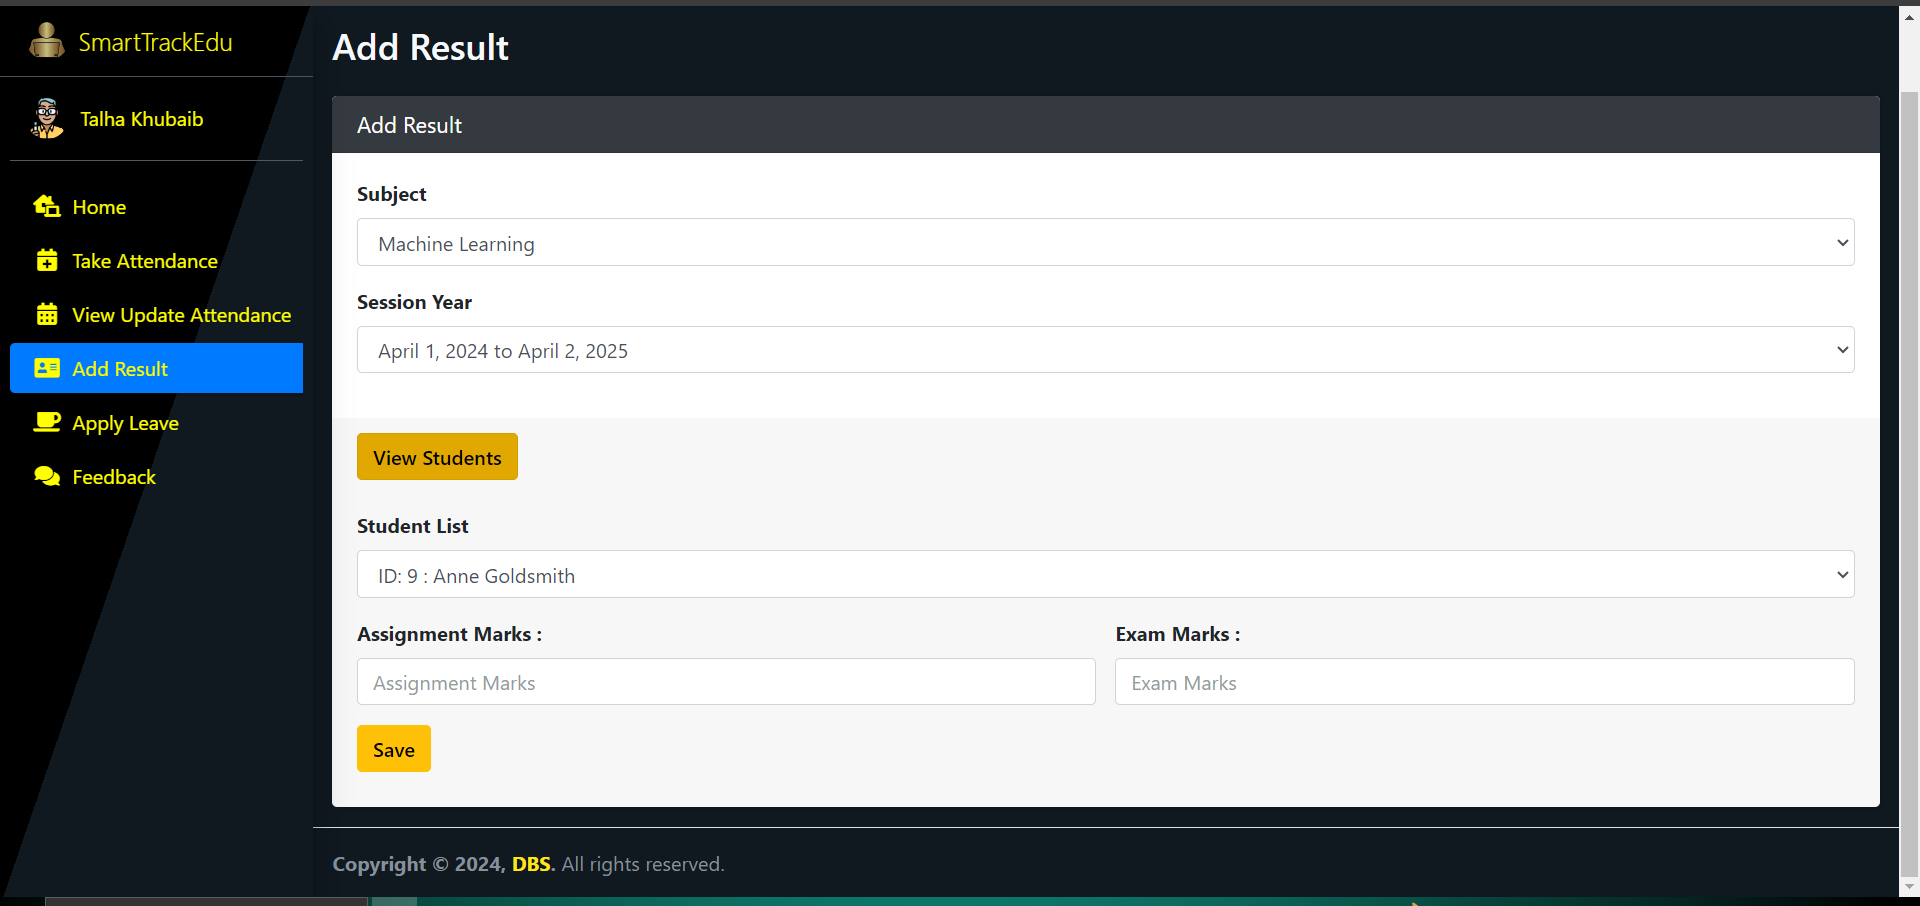 SmartTrackEdu
Talha Khubaib
Home
Take Attendance
View Update Attendance
Add Result
Apply Leave
Feedback
Add Result
Add Result
Subject
Machine Learning
Session Year
April 1, 2024 to April 2, 2025
View Students
Student List
ID: 9 : Anne Goldsmith
Assignment Marks :
Exam Marks :
Assignment Marks
Exam Marks
Save
Copyright © 2024, DBS. All rights reserved.